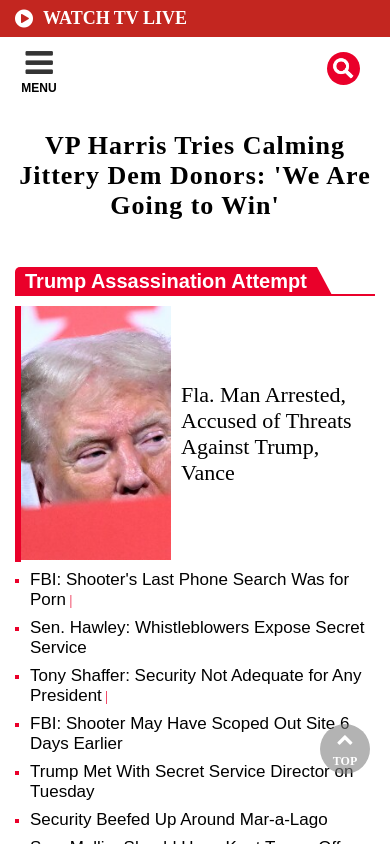 WATCH TV LIVE
MENU
VP Harris Tries Calming
Jittery Dem Donors: 'We Are
Going to Win'
Trump Assassination Attempt
Fla. Man Arrested,
Accused of Threats
Against Trump,
Vance
FBI: Shooter's Last Phone Search Was for
Porn |
Sen. Hawley: Whistleblowers Expose Secret
Service
Tony Shaffer: Security Not Adequate for Any
President |
FBI: Shooter May Have Scoped Out Site 6
Days Earlier
TOP
Trump Met With Secret Service Director on
Tuesday
Security Beefed Up Around Mar-a-Lago